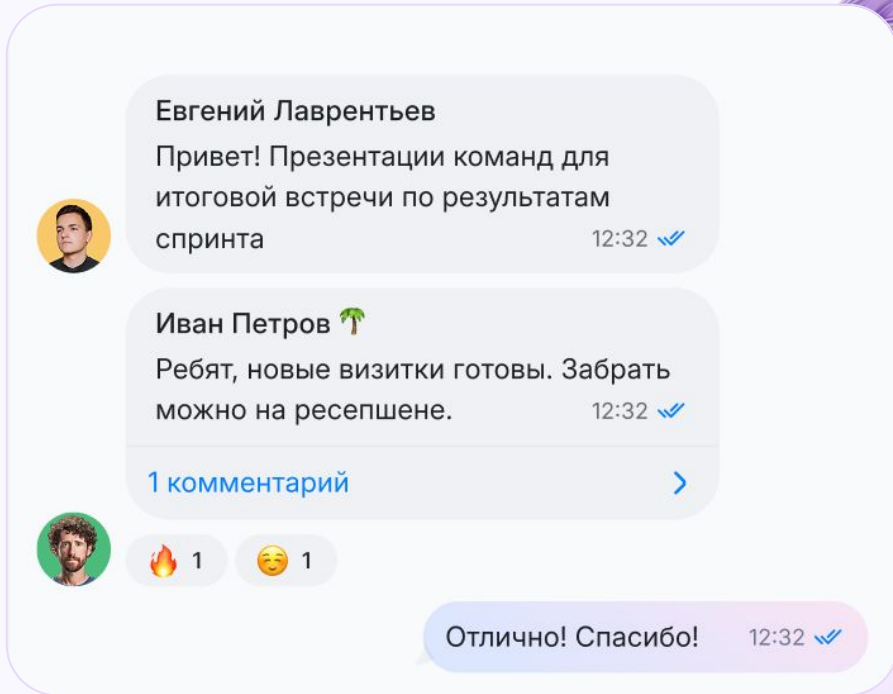 Евгений Лаврентьев
Привет! Презентации команд для
итоговой встречи по результатам
спринта 12:32
Иван Петров 🌴
Ребят, новые визитки готовы. Забрать
можно на ресепшене. 12:32
1 комментарий
🔥 1 ☺️ 1
Отлично! Спасибо! 12:32